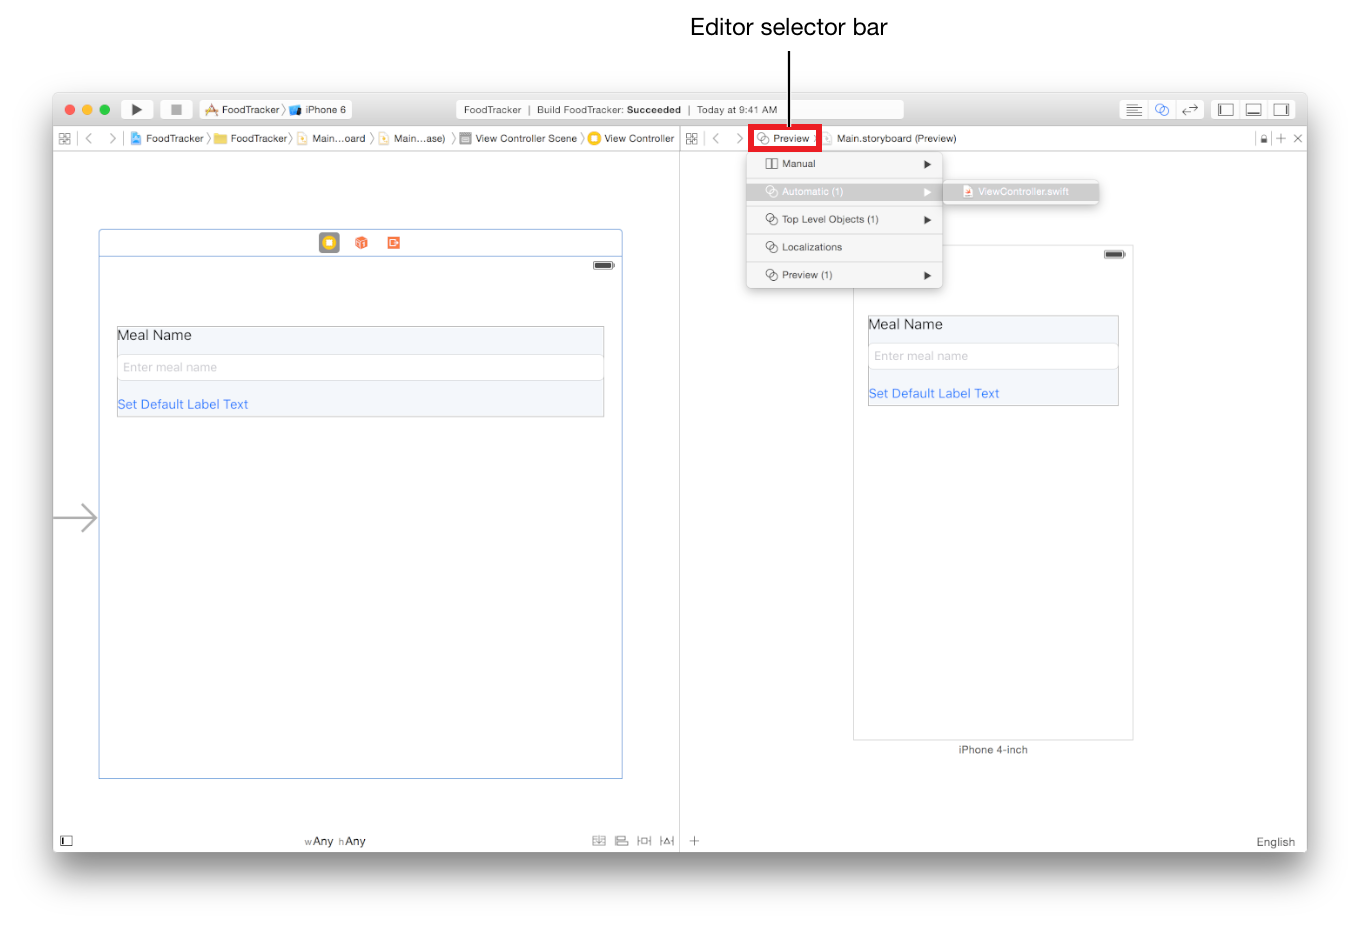 Editor selector bar
FoodTracker iPhone 6
FoodTracker | Build FoodTracker: Succeeded | Today at 9:41 AM
FoodTracker FoodTracker Main...oard Main...ase) View Controller Scene View Controller
Preview Main.storyboard (Preview)
Manual
Automatic (1)
ViewController.swift
Top Level Objects (1)
Localizations
Preview (1)
Meal Name
Enter meal name
Set Default Label Text
Meal Name
Enter meal name
Set Default Label Text
iPhone 4-inch
wAny hAny
English